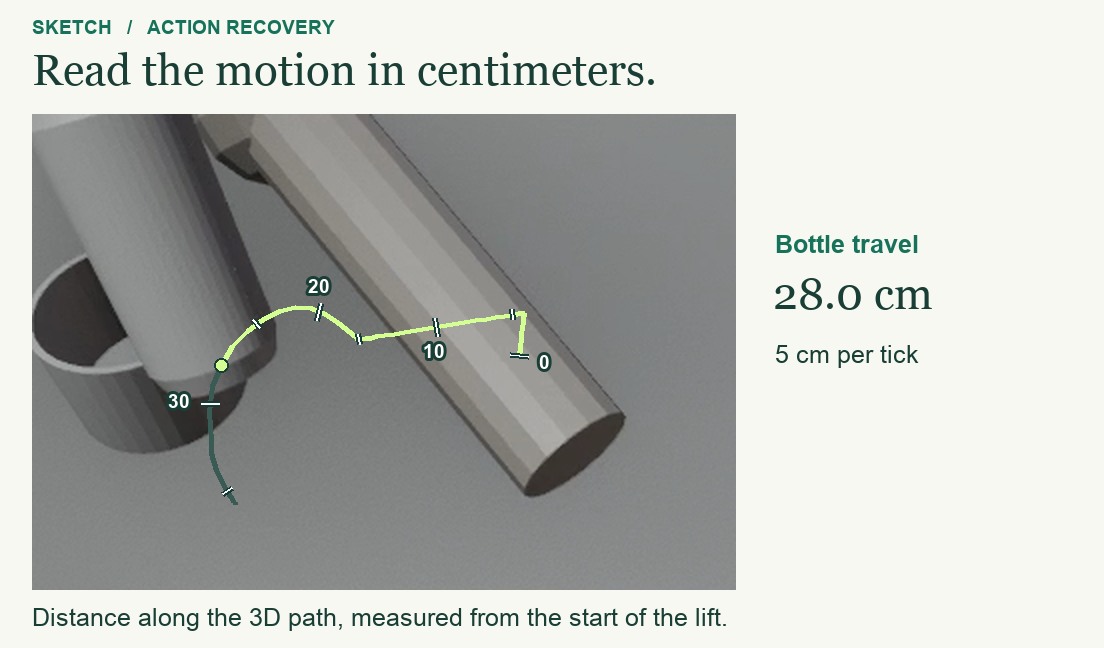 SKETCH / ACTION RECOVERY
Read the motion in centimeters.
20
10
0
30
Bottle travel
28.0 cm
5 cm per tick
Distance along the 3D path, measured from the start of the lift.